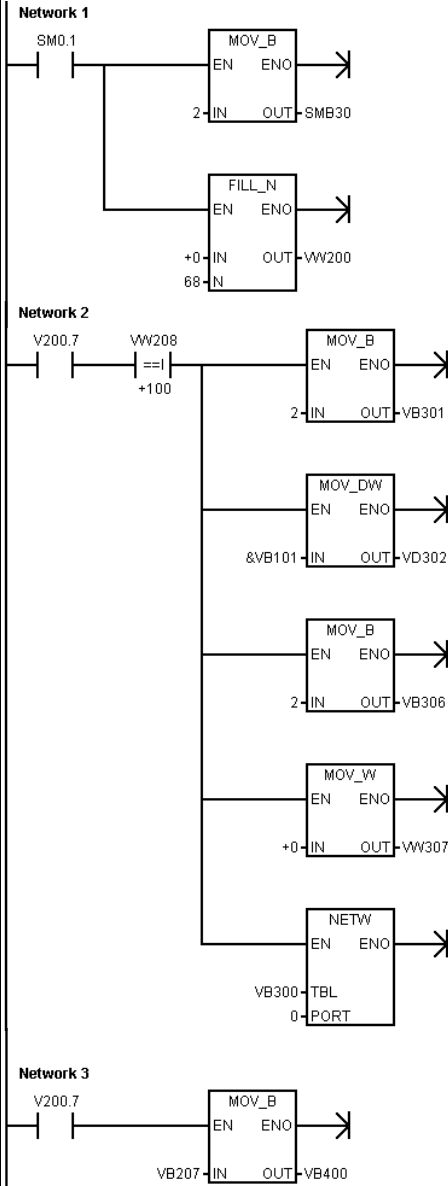 Network 1
SM0.1
MOV_B
EN ENO
2 IN OUT SMB30
FILL_N
EN ENO
+0 IN OUT VW200
68 N
Network 2
V200.7 VW208 MOV_B
==I EN ENO
+100
2 IN OUT VB301
MOV_DW
EN ENO
&VB101 IN OUT VD302
MOV_B
EN ENO
2 IN OUT VB306
MOV_W
EN ENO
+0 IN OUT VW307
NETW
EN ENO
VB300 TBL
0 PORT
Network 3
V200.7 MOV_B
EN ENO
VB207 IN OUT VB400